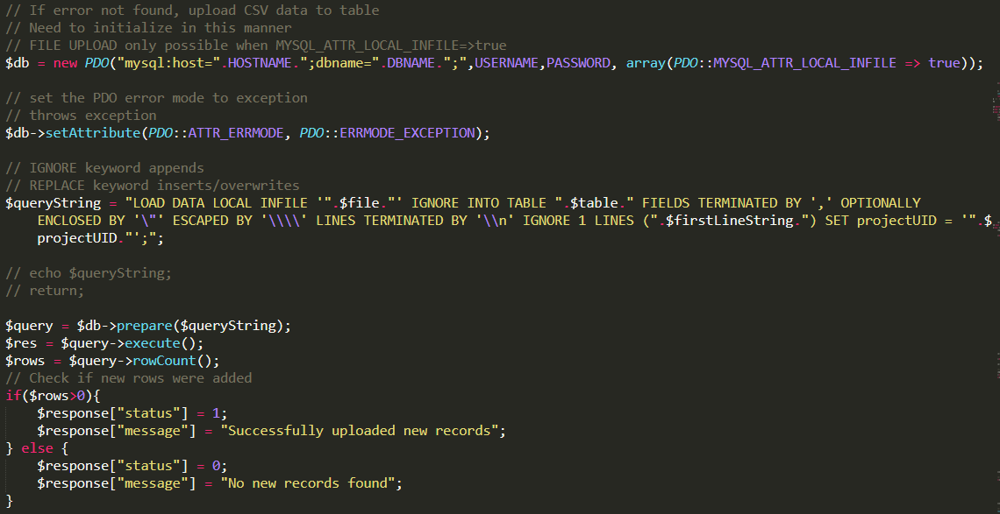 // If error not found, upload CSV data to table
// Need to initialize in this manner
// FILE UPLOAD only possible when MYSQL_ATTR_LOCAL_INFILE=>true
$db = new PDO("mysql:host=".HOSTNAME.";dbname=".DBNAME.";",USERNAME,PASSWORD, array(PDO::MYSQL_ATTR_LOCAL_INFILE => true));
// set the PDO error mode to exception
// throws exception
$db->setAttribute(PDO::ATTR_ERRMODE, PDO::ERRMODE_EXCEPTION);
// IGNORE keyword appends
// REPLACE keyword inserts/overwrites
$queryString = "LOAD DATA LOCAL INFILE '".$file."' IGNORE INTO TABLE ".$table." FIELDS TERMINATED BY ',' OPTIONALLY
ENCLOSED BY '\"' ESCAPED BY '\\\\' LINES TERMINATED BY '\\n' IGNORE 1 LINES (".$firstLineString.") SET projectUID = '".$
projectUID."';";
// echo $queryString;
// return;
$query = $db->prepare($queryString);
$res = $query->execute();
$rows = $query->rowCount();
// Check if new rows were added
if($rows>0){
$response["status"] = 1;
$response["message"] = "Successfully uploaded new records";
} else {
$response["status"] = 0;
$response["message"] = "No new records found";
}